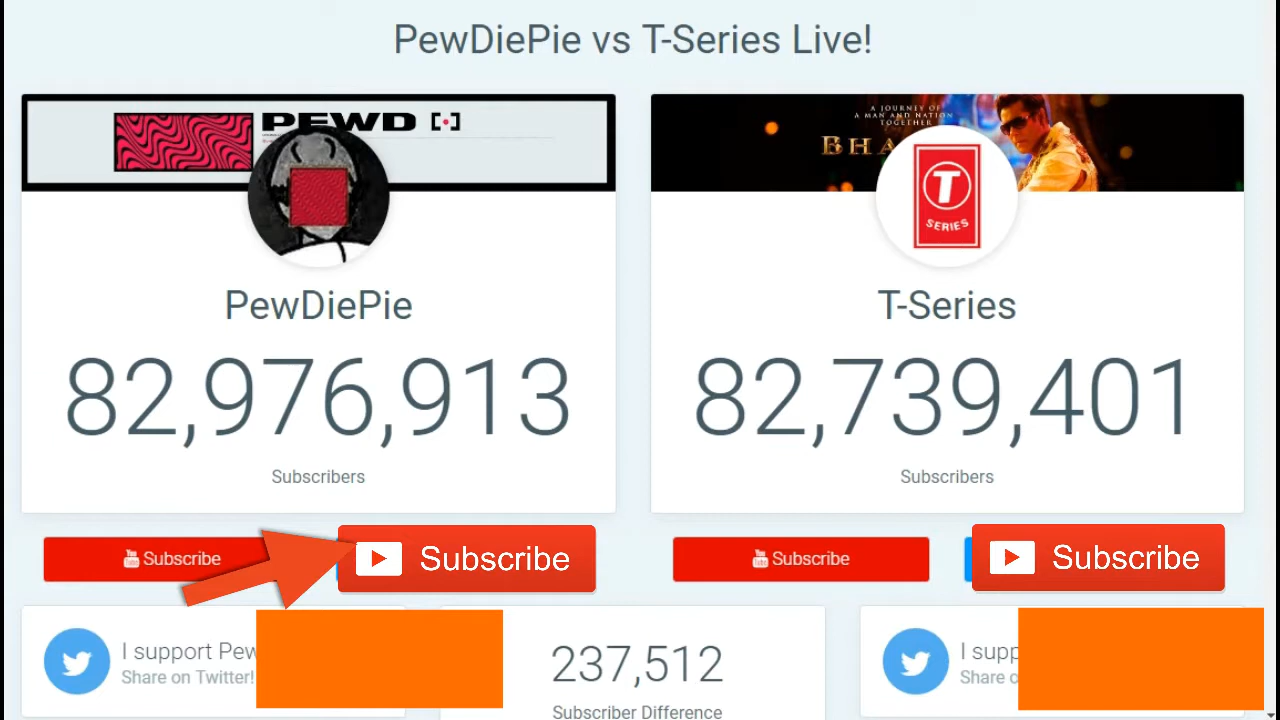 PewDiePie vs T-Series Live!
PEWD
A JOURNEY OF
A MAN AND NATION
TOGETHER
BHA
T
SERIES
PewDiePie
T-Series
82,976,913
82,739,401
Subscribers
Subscribers
Subscribe
Subscribe
Subscribe
Subscribe
I support Pew
Share on Twitter!
237,512
Subscriber Difference
I supp
Share o